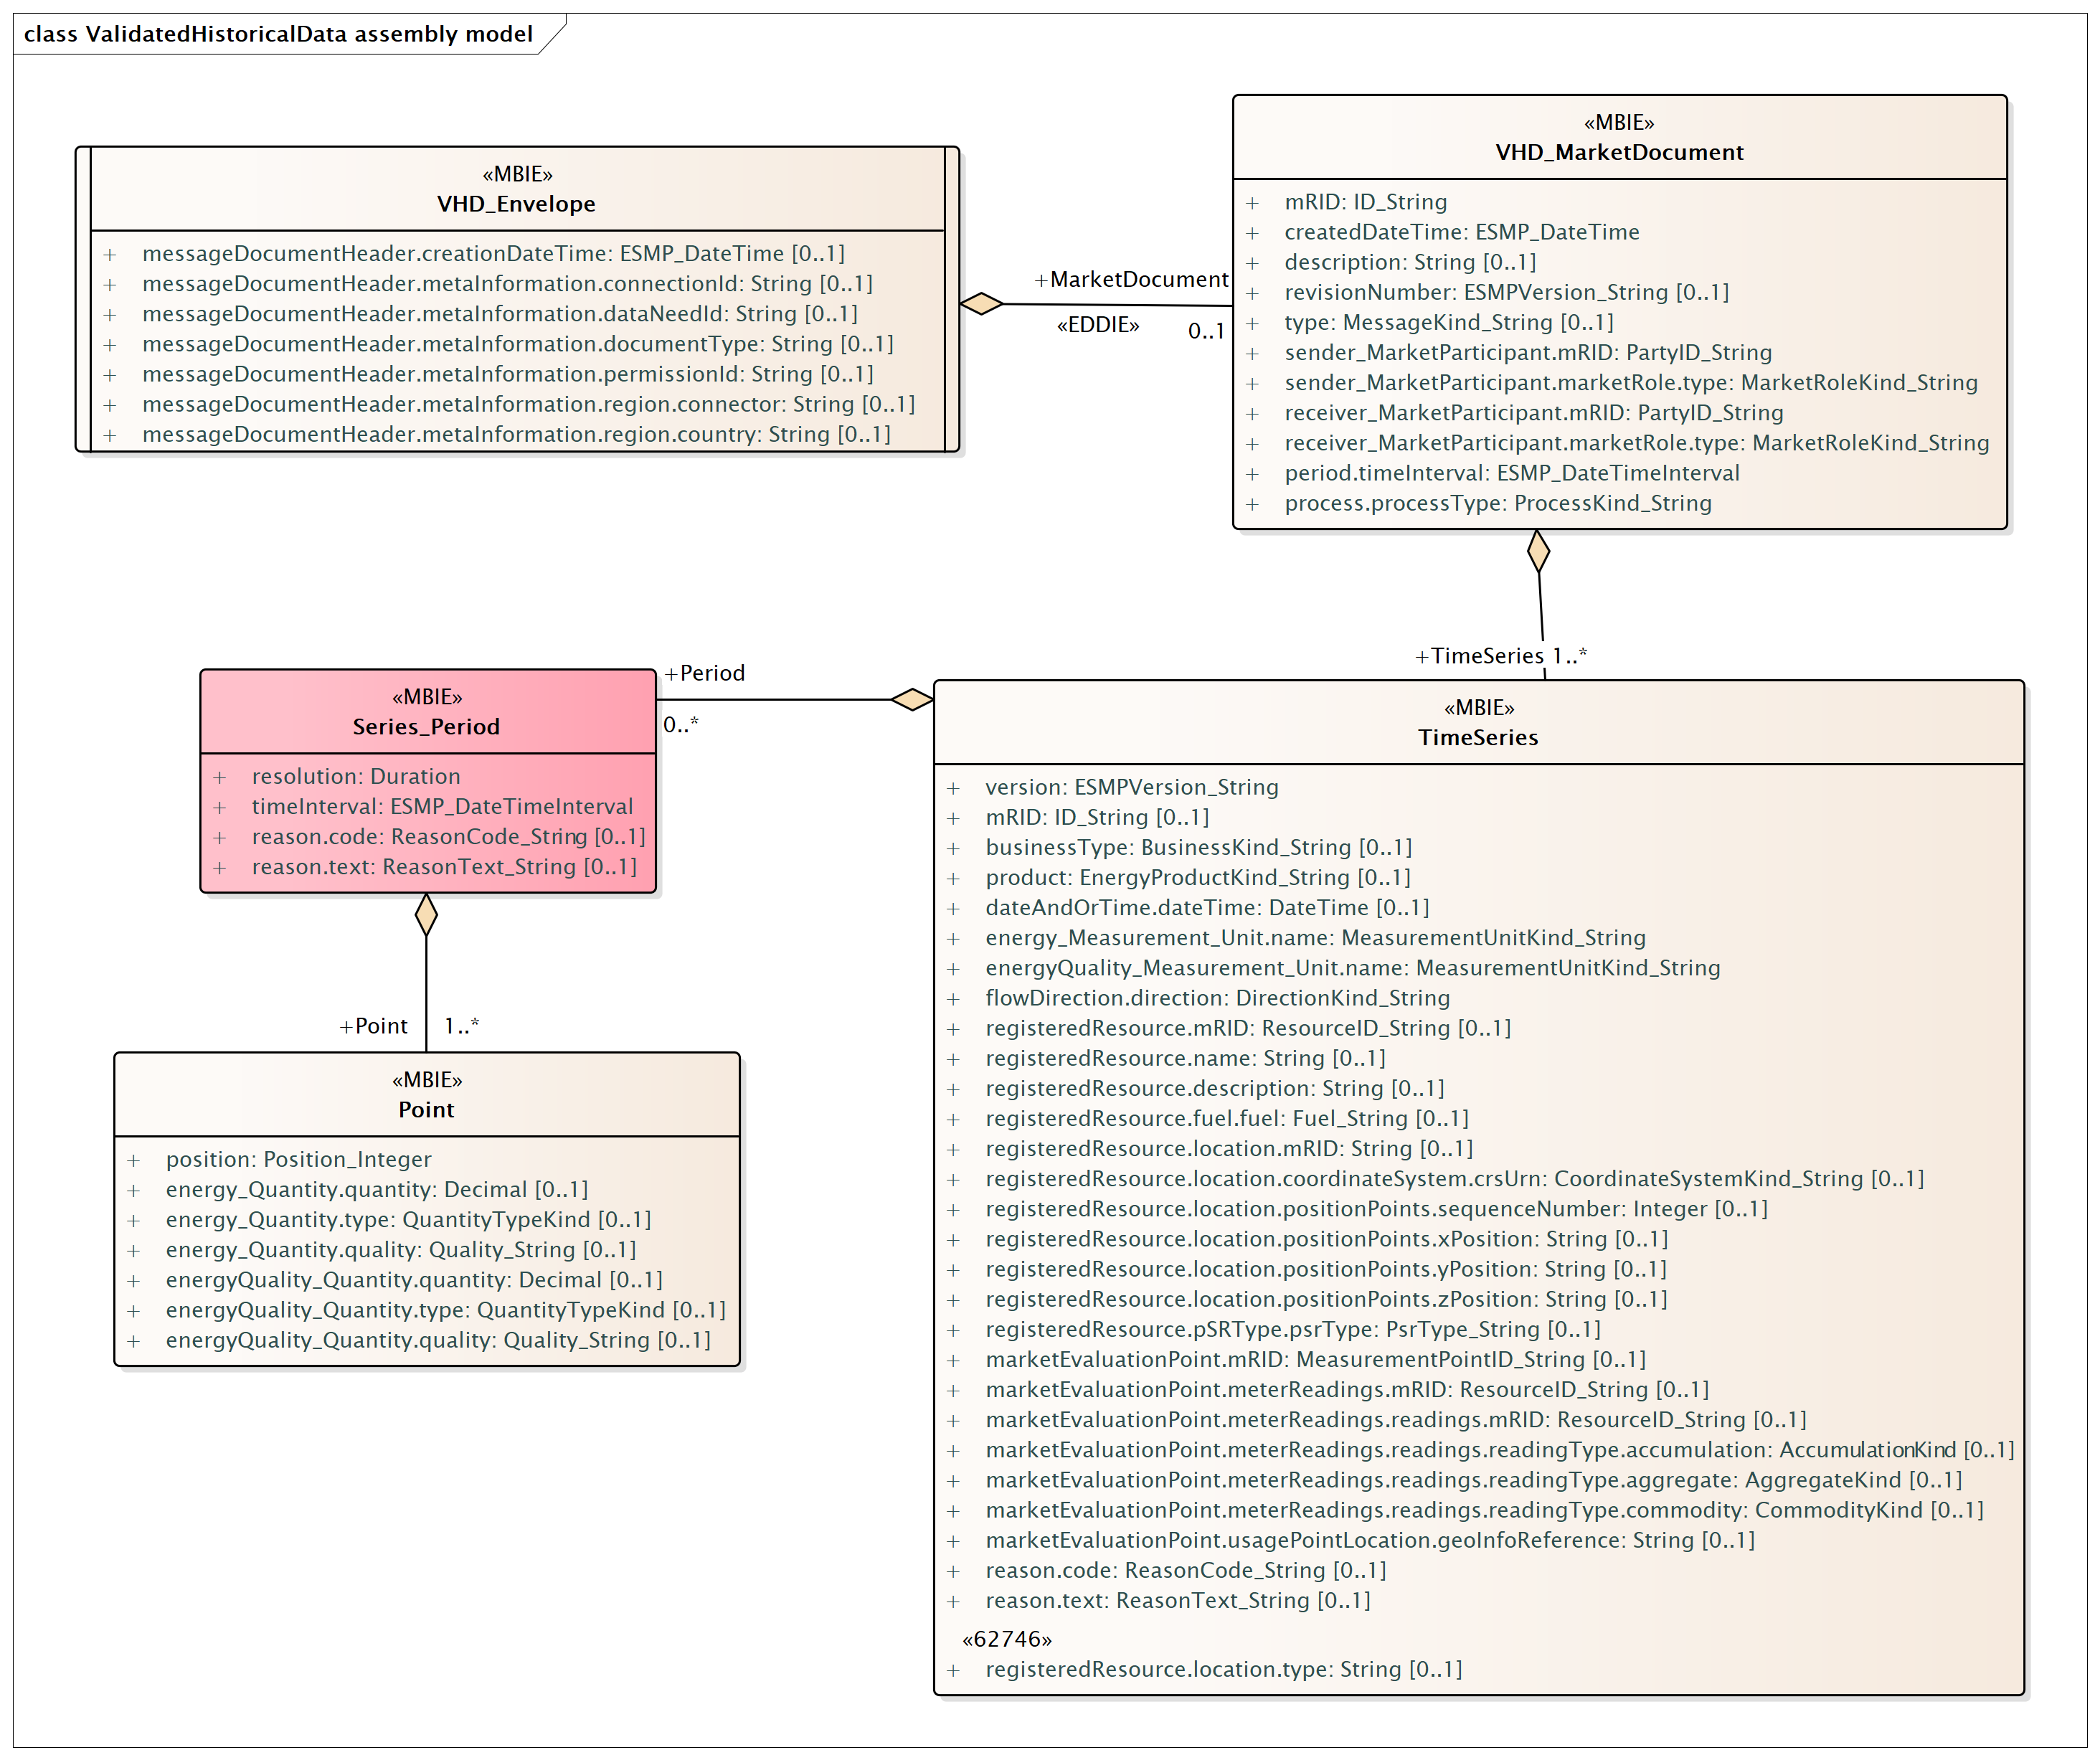 class ValidatedHistoricalData assembly model
«MBIE»
VHD_Envelope
+ messageDocumentHeader.creationDateTime: ESMP_DateTime [0..1]
+ messageDocumentHeader.metaInformation.connectionId: String [0..1]
+ messageDocumentHeader.metaInformation.dataNeedId: String [0..1]
+ messageDocumentHeader.metaInformation.documentType: String [0..1]
+ messageDocumentHeader.metaInformation.permissionId: String [0..1]
+ messageDocumentHeader.metaInformation.region.connector: String [0..1]
+ messageDocumentHeader.metaInformation.region.country: String [0..1]
+MarketDocument
«EDDIE»
0..1
«MBIE»
VHD_MarketDocument
+ mRID: ID_String
+ createdDateTime: ESMP_DateTime
+ description: String [0..1]
+ revisionNumber: ESMPVersion_String [0..1]
+ type: MessageKind_String [0..1]
+ sender_MarketParticipant.mRID: PartyID_String
+ sender_MarketParticipant.marketRole.type: MarketRoleKind_String
+ receiver_MarketParticipant.mRID: PartyID_String
+ receiver_MarketParticipant.marketRole.type: MarketRoleKind_String
+ period.timeInterval: ESMP_DateTimeInterval
+ process.processType: ProcessKind_String
+TimeSeries 1..*
«MBIE»
Series_Period
+ resolution: Duration
+ timeInterval: ESMP_DateTimeInterval
+ reason.code: ReasonCode_String [0..1]
+ reason.text: ReasonText_String [0..1]
+Period
0..*
+Point 1..*
«MBIE»
Point
+ position: Position_Integer
+ energy_Quantity.quantity: Decimal [0..1]
+ energy_Quantity.type: QuantityTypeKind [0..1]
+ energy_Quantity.quality: Quality_String [0..1]
+ energyQuality_Quantity.quantity: Decimal [0..1]
+ energyQuality_Quantity.type: QuantityTypeKind [0..1]
+ energyQuality_Quantity.quality: Quality_String [0..1]
«MBIE»
TimeSeries
+ version: ESMPVersion_String
+ mRID: ID_String [0..1]
+ businessType: BusinessKind_String [0..1]
+ product: EnergyProductKind_String [0..1]
+ dateAndOrTime.dateTime: DateTime [0..1]
+ energy_Measurement_Unit.name: MeasurementUnitKind_String
+ energyQuality_Measurement_Unit.name: MeasurementUnitKind_String
+ flowDirection.direction: DirectionKind_String
+ registeredResource.mRID: ResourceID_String [0..1]
+ registeredResource.name: String [0..1]
+ registeredResource.description: String [0..1]
+ registeredResource.fuel.fuel: Fuel_String [0..1]
+ registeredResource.location.mRID: String [0..1]
+ registeredResource.location.coordinateSystem.crsUrn: CoordinateSystemKind_String [0..1]
+ registeredResource.location.positionPoints.sequenceNumber: Integer [0..1]
+ registeredResource.location.positionPoints.xPosition: String [0..1]
+ registeredResource.location.positionPoints.yPosition: String [0..1]
+ registeredResource.location.positionPoints.zPosition: String [0..1]
+ registeredResource.pSRType.psrType: PsrType_String [0..1]
+ marketEvaluationPoint.mRID: MeasurementPointID_String [0..1]
+ marketEvaluationPoint.meterReadings.mRID: ResourceID_String [0..1]
+ marketEvaluationPoint.meterReadings.readings.mRID: ResourceID_String [0..1]
+ marketEvaluationPoint.meterReadings.readings.readingType.accumulation: AccumulationKind [0..1]
+ marketEvaluationPoint.meterReadings.readings.readingType.aggregate: AggregateKind [0..1]
+ marketEvaluationPoint.meterReadings.readings.readingType.commodity: CommodityKind [0..1]
+ marketEvaluationPoint.usagePointLocation.geoInfoReference: String [0..1]
+ reason.code: ReasonCode_String [0..1]
+ reason.text: ReasonText_String [0..1]
«62746»
+ registeredResource.location.type: String [0..1]